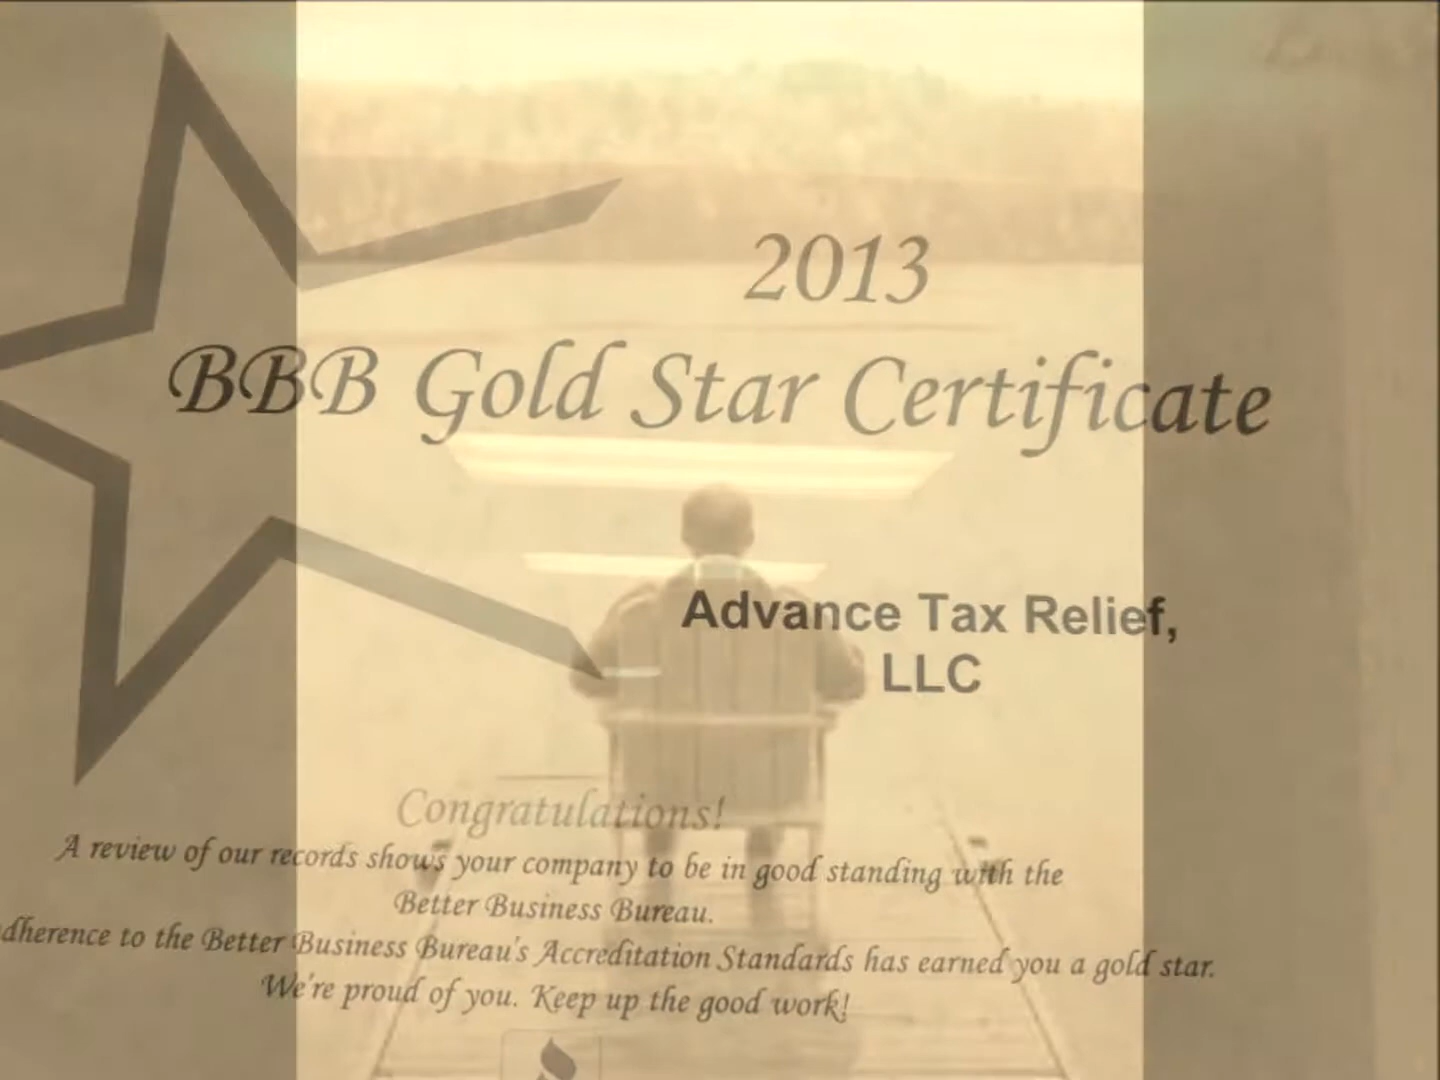 2013
BBB Gold Star Certificate
Advance Tax Relief,
LLC
Congratulations!
A review of our records shows your company to be in good standing with the
Better Business Bureau.
dherence to the Better Business Bureau's Accreditation Standards has earned you a gold star.
We're proud of you. Keep up the good work!